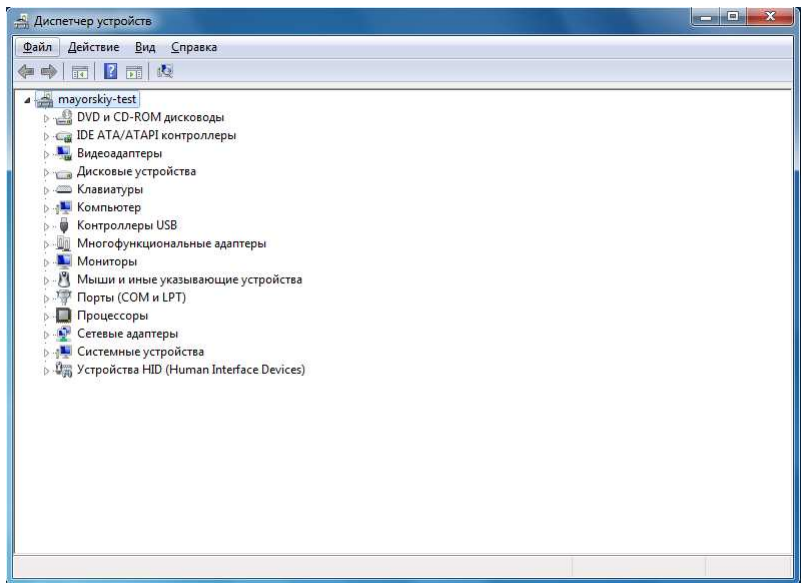 Диспетчер устройств
Файл Действие Вид Справка
mayorskiy-test
DVD и CD-ROM дисководы
IDE ATA/ATAPI контроллеры
Видеоадаптеры
Дисковые устройства
Клавиатуры
Компьютер
Контроллеры USB
Многофункциональные адаптеры
Мониторы
Мыши и иные указывающие устройства
Порты (COM и LPT)
Процессоры
Сетевые адаптеры
Системные устройства
Устройства HID (Human Interface Devices)